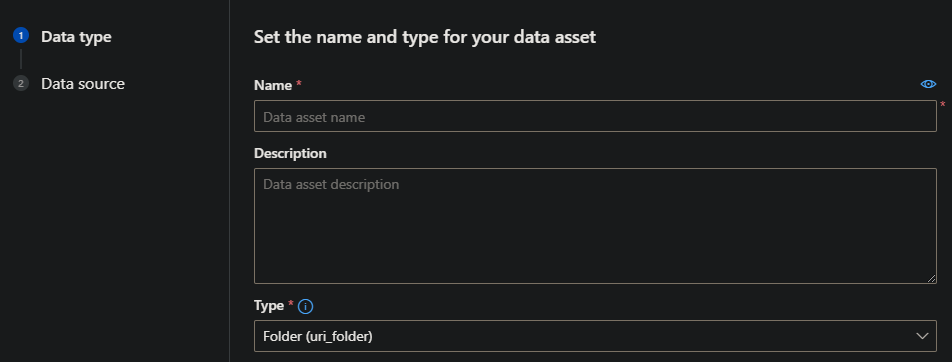 1 Data type
2 Data source
Set the name and type for your data asset
Name *
Data asset name
*
Description
Data asset description
Type * i
Folder (uri_folder)